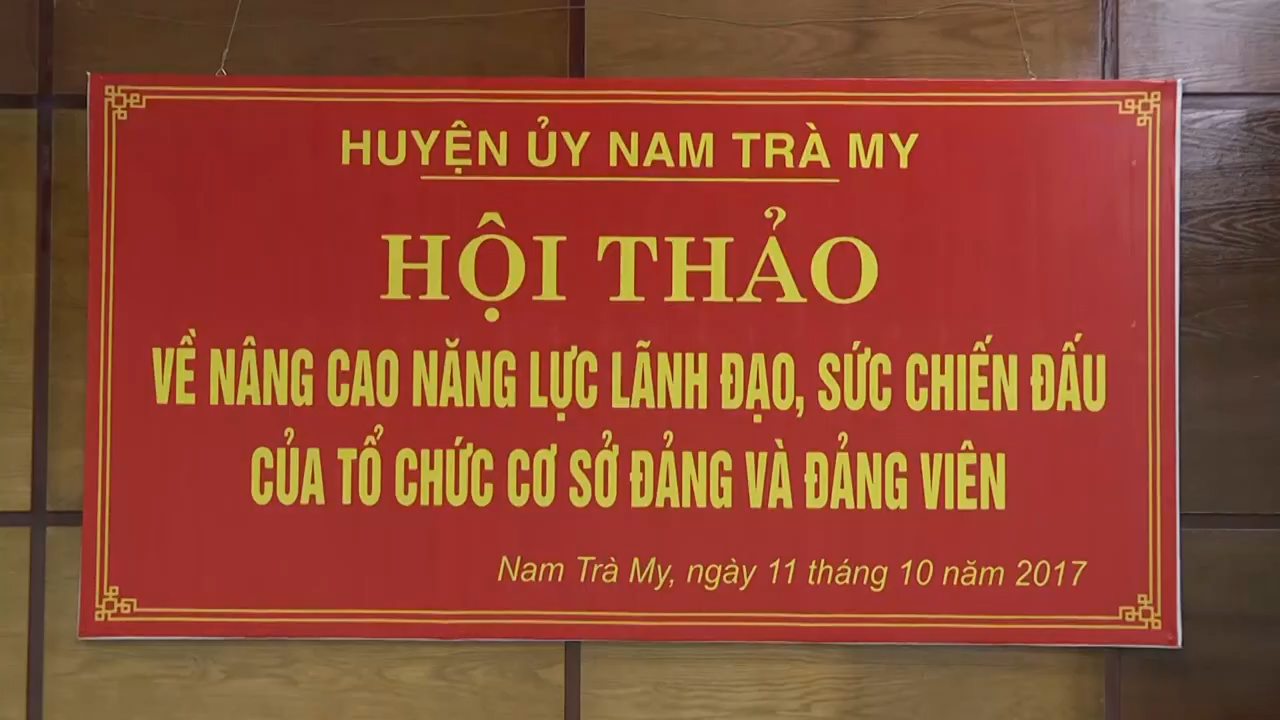 HUYỆN ỦY NAM TRÀ MY
HỘI THẢO
VỀ NÂNG CAO NĂNG LỰC LÃNH ĐẠO, SỨC CHIẾN ĐẤU
CỦA TỔ CHỨC CƠ SỞ ĐẢNG VÀ ĐẢNG VIÊN
Nam Trà My, ngày 11 tháng 10 năm 2017